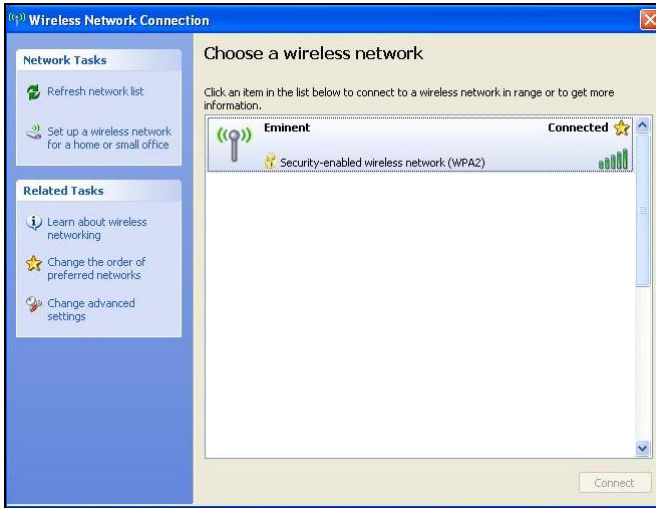 Wireless Network Connection
Network Tasks
Refresh network list
Set up a wireless network
for a home or small office
Related Tasks
Learn about wireless
networking
Change the order of
preferred networks
Change advanced
settings
Choose a wireless network
Click an item in the list below to connect to a wireless network in range or to get more
information.
Eminent Connected
Security-enabled wireless network (WPA2)
Connect